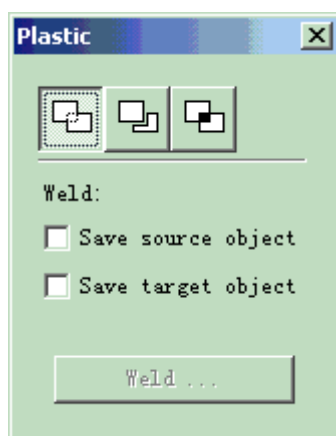 Plastic
Weld:
Save source object
Save target object
Weld ...